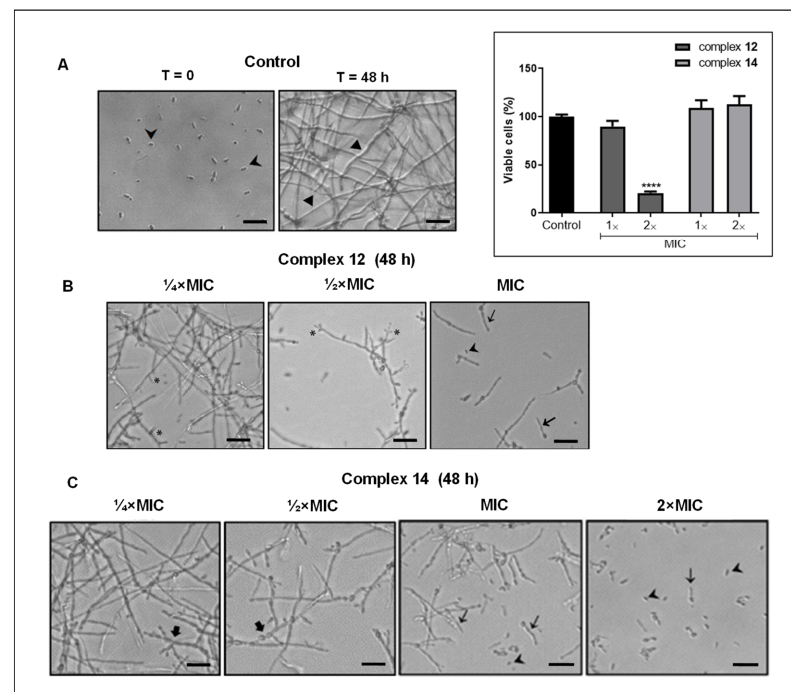 A
Control
T = 0
T = 48 h
complex 12
complex 14
Viable cells (%)
150
100
50
0
****
Control
1×
2×
1×
2×
MIC
Complex 12 (48 h)
B
¼×MIC
½×MIC
MIC
*
*
*
*
Complex 14 (48 h)
C
¼×MIC
½×MIC
MIC
2×MIC